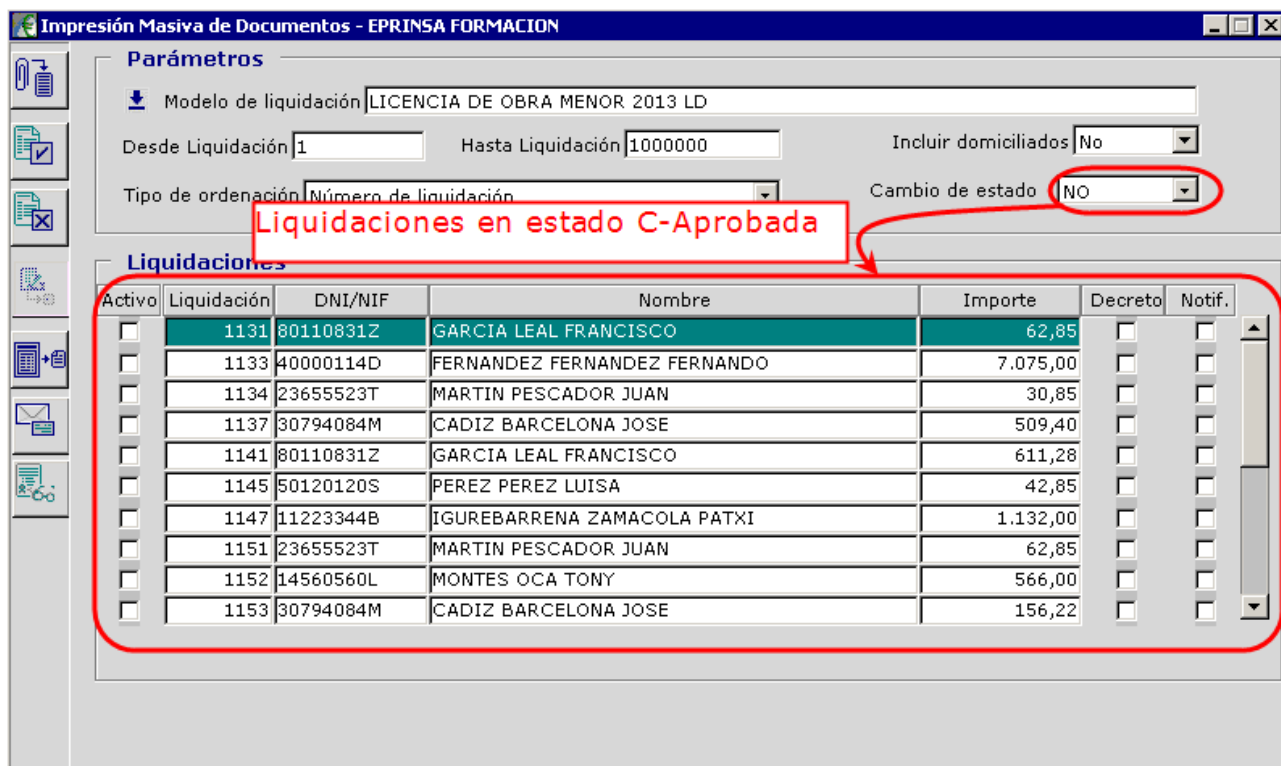 Impresión Masiva de Documentos - EPRINSA FORMACION
Parámetros
Modelo de liquidación LICENCIA DE OBRA MENOR 2013 LD
Desde Liquidación 1 Hasta Liquidación 1000000 Incluir domiciliados No
Tipo de ordenación Número de liquidación Cambio de estado NO
Liquidaciones en estado C-Aprobada
Liquidaciones
Activo Liquidación DNI/NIF Nombre Importe Decreto Notif.
1131 80110831Z GARCIA LEAL FRANCISCO 62,85
1133 40000114D FERNANDEZ FERNANDEZ FERNANDO 7.075,00
1134 23655523T MARTIN PESCADOR JUAN 30,85
1137 30794084M CADIZ BARCELONA JOSE 509,40
1141 80110831Z GARCIA LEAL FRANCISCO 611,28
1145 50120120S PEREZ PEREZ LUISA 42,85
1147 11223344B IGUREBARRENA ZAMACOLA PATXI 1.132,00
1151 23655523T MARTIN PESCADOR JUAN 62,85
1152 14560560L MONTES OCA TONY 566,00
1153 30794084M CADIZ BARCELONA JOSE 156,22